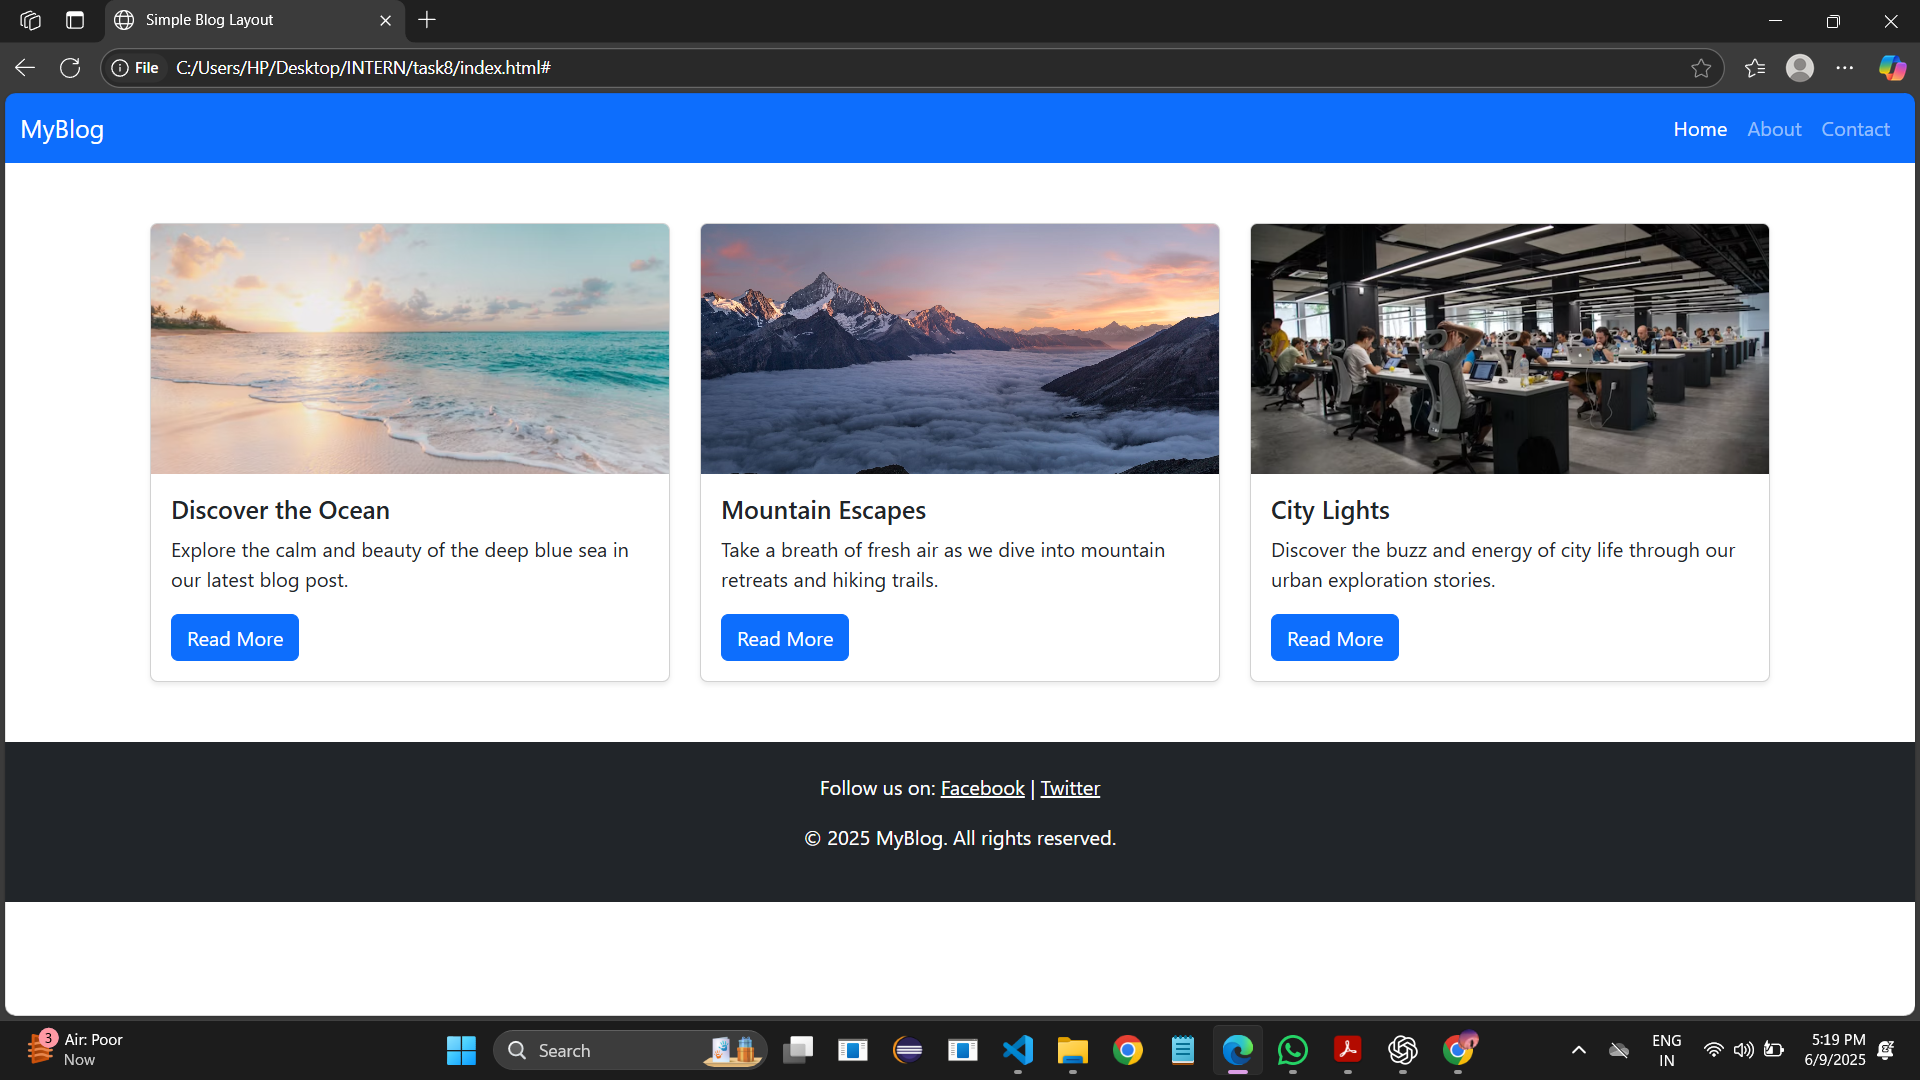 Simple Blog Layout
File C:/Users/HP/Desktop/INTERN/task8/index.html#
MyBlog Home About Contact
Discover the Ocean
Explore the calm and beauty of the deep blue sea in
our latest blog post.
Read More
Mountain Escapes
Take a breath of fresh air as we dive into mountain
retreats and hiking trails.
Read More
City Lights
Discover the buzz and energy of city life through our
urban exploration stories.
Read More
Follow us on: Facebook | Twitter
© 2025 MyBlog. All rights reserved.
3
Air: Poor
Now
Search
ENG
IN
5:19 PM
6/9/2025